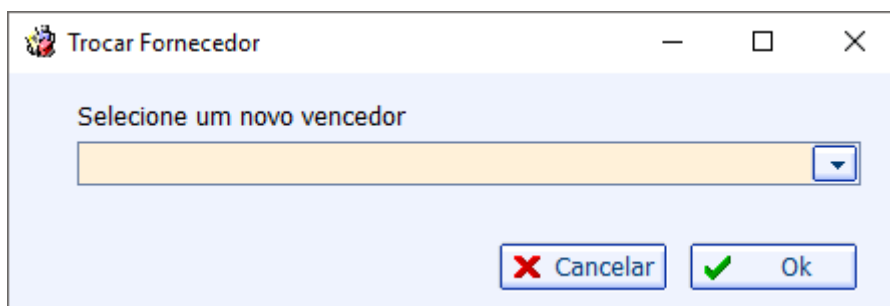 Trocar Fornecedor
Selecione um novo vencedor
Cancelar
Ok